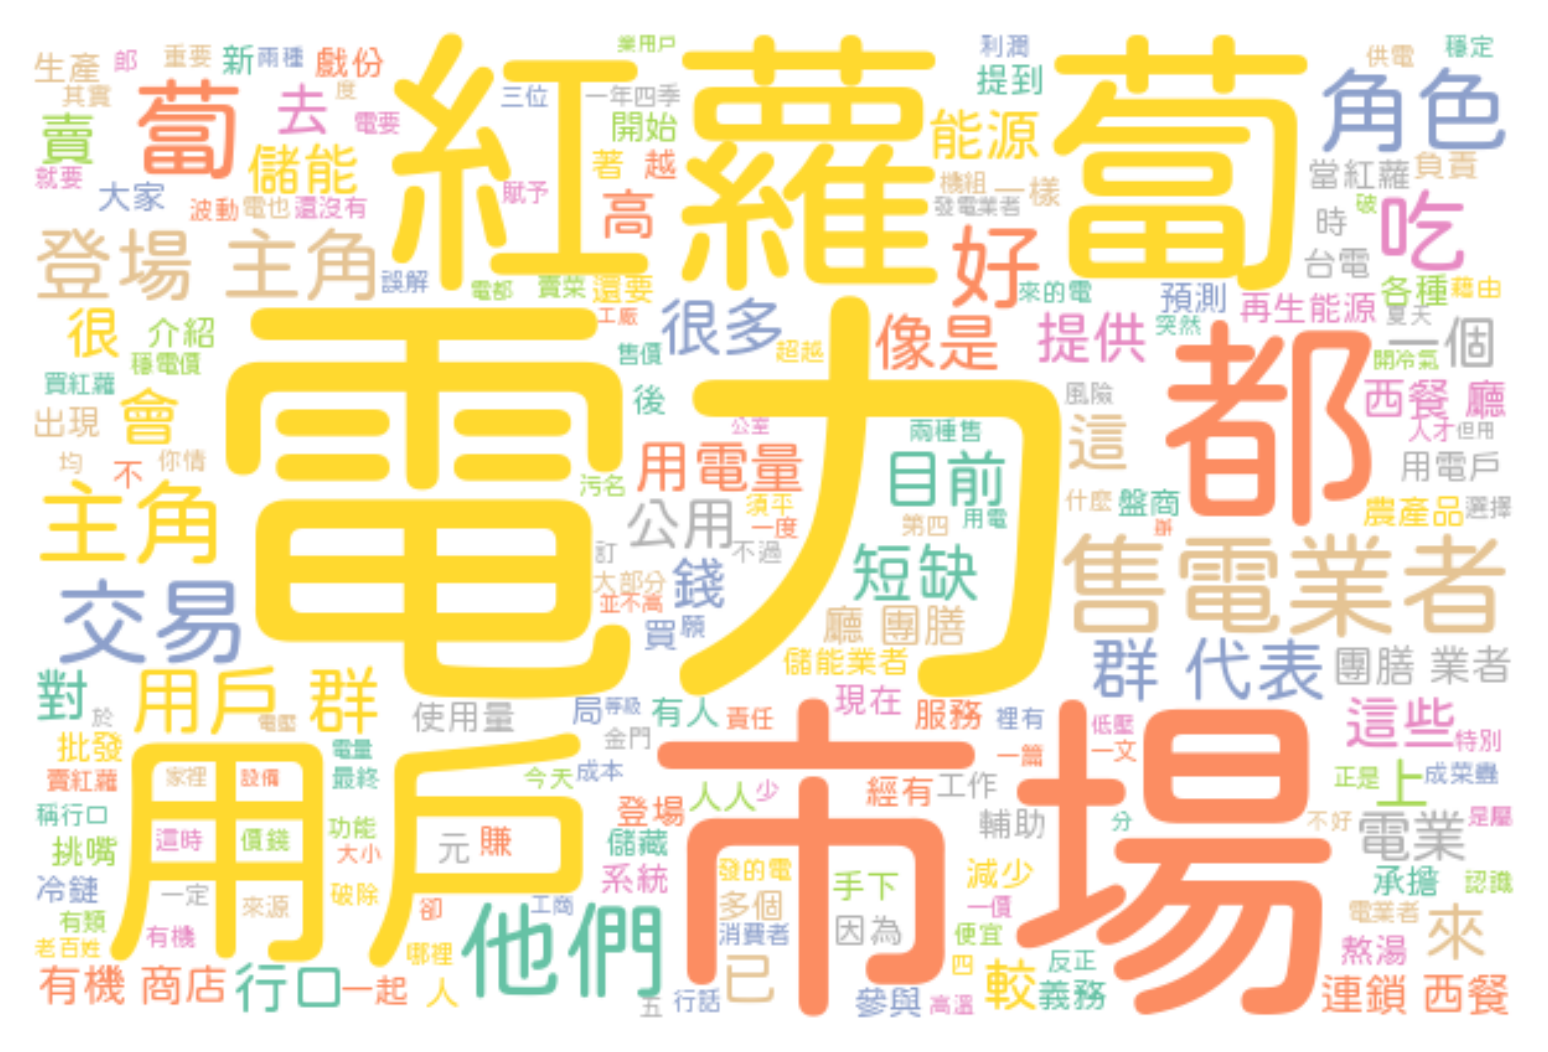 生產 郎 重要 新 兩種 戲份 業用戶 利潤 供電 穩定
其實 度 三位 一年四季 提到
紅蘿蔔
賣 蔔 去 電要 開始 能源 角色
就要 儲能 著 越 機組 一樣 當紅蘿 負責
大家 波動 電也 還沒有 賦予 高 發電業者 時 破 吃
登場 主角 誤解 電都 賣菜 還要 好 來的電 台電 各種 藉由
很 介紹 工廠 很多 像是 提供 預測 再生能源 夏天
穩電價 售價 超越 突然 一個
買紅蘿 開冷氣
電力
都
出現 會 後 公室 兩種售 風險 這 西餐 廳
均 不 你情 用電量 目前 人才 但用
主角 污名 公用 須平 一度 第四 用電 什麼 盤商 用電戶
訂 不過 辦 農產品 選擇
交易 大部分 並不高 錢 短缺 售電業者
買 願 廳 團膳
儲能業者 群 代表 團膳 業者
對 於 用戶 群 電壓 使用量 局 等級 有人 責任 現在 服務 裡有 低壓 這些 特別
用戶
市場
批發 電量 金門 一篇 一文
賣紅蘿 家裡 設備 最終 今天 成本 人人 少 經有 工作 正是 上 成菜蟲
稱行口 這時 價錢 功能 登場 輔助 分 不好 電業 是屬
挑嘴 大小 元 賺 儲藏
冷鏈 一定 來源 破除 系統 發的電 手下 減少 承擔 認識
有類 有機 卻 工商 多個 一價 電業者 來
老百姓 哪裡 他們 消費者 因為 便宜 熬湯
有機 商店 行口 一起 人 五 行話 已 參與 四 高溫 較 反正 義務 連鎖 西餐